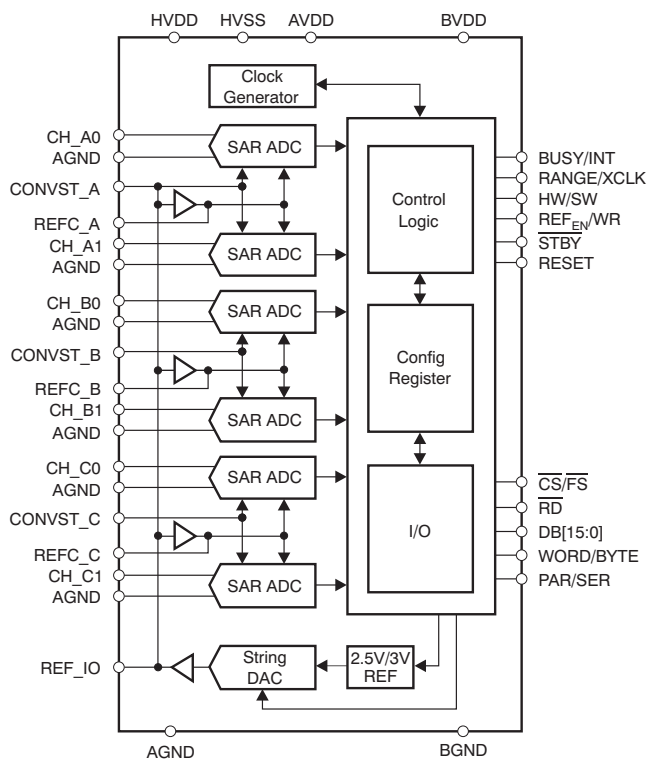 HVDD HVSS AVDD BVDD
Clock
Generator
CH_A0
AGND
CONVST_A
REFC_A
CH_A1
AGND
CH_B0
AGND
CONVST_B
REFC_B
CH_B1
AGND
CH_C0
AGND
CONVST_C
REFC_C
CH_C1
AGND
REF_IO
SAR ADC
SAR ADC
SAR ADC
SAR ADC
SAR ADC
SAR ADC
String
DAC
2.5V/3V
REF
Control
Logic
Config
Register
I/O
BUSY/INT
RANGE/XCLK
HW/SW
REF_EN/WR
STBY
RESET
CS/FS
RD
DB[15:0]
WORD/BYTE
PAR/SER
AGND BGND